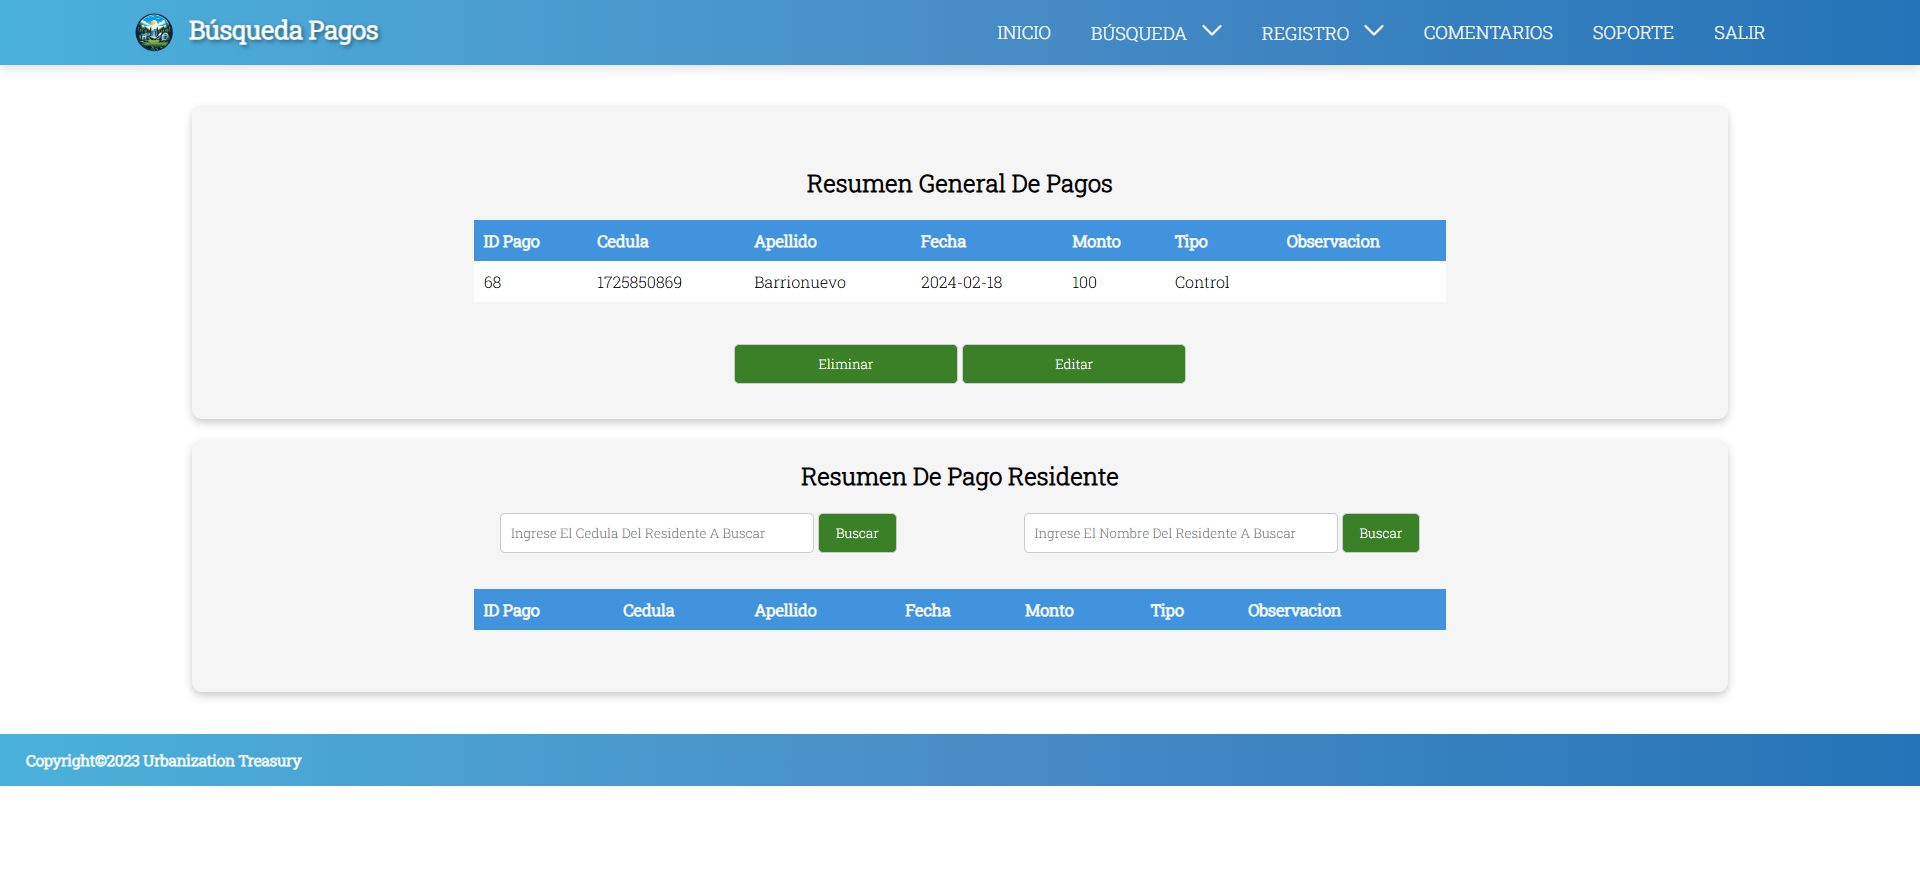 Búsqueda Pagos
INICIO BÚSQUEDA REGISTRO COMENTARIOS SOPORTE SALIR
Resumen General De Pagos
ID Pago Cedula Apellido Fecha Monto Tipo Observacion
68 1725850869 Barrionuevo 2024-02-18 100 Control
Eliminar Editar
Resumen De Pago Residente
Ingrese El Cedula Del Residente A Buscar Buscar Ingrese El Nombre Del Residente A Buscar Buscar
ID Pago Cedula Apellido Fecha Monto Tipo Observacion
Copyright©2023 Urbanization Treasury